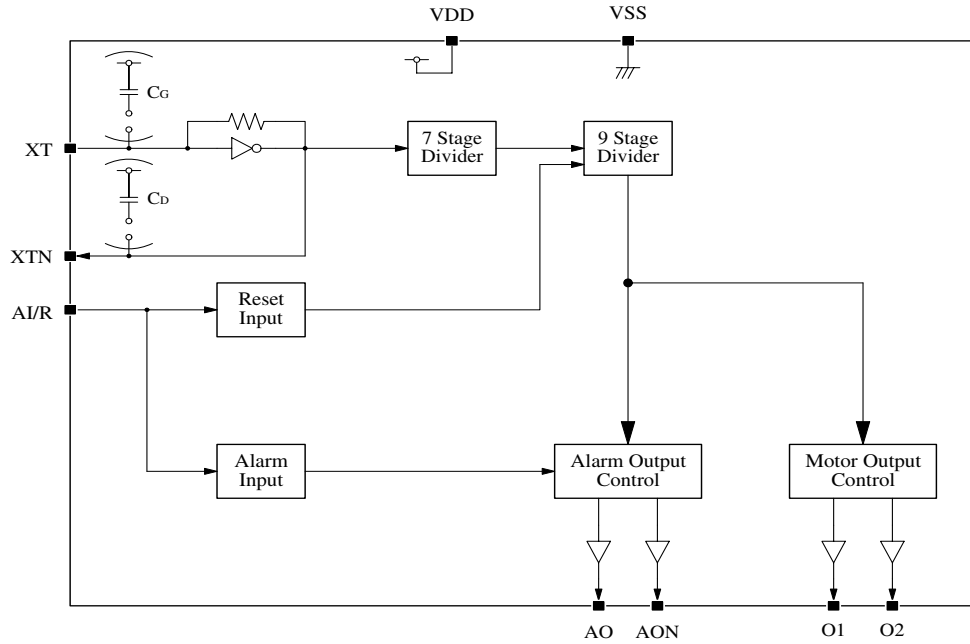 VDD
VSS
CG
XT
7 Stage
Divider
9 Stage
Divider
CD
XTN
AI/R
Reset
Input
Alarm
Input
Alarm Output
Control
Motor Output
Control
AO
AON
O1
O2